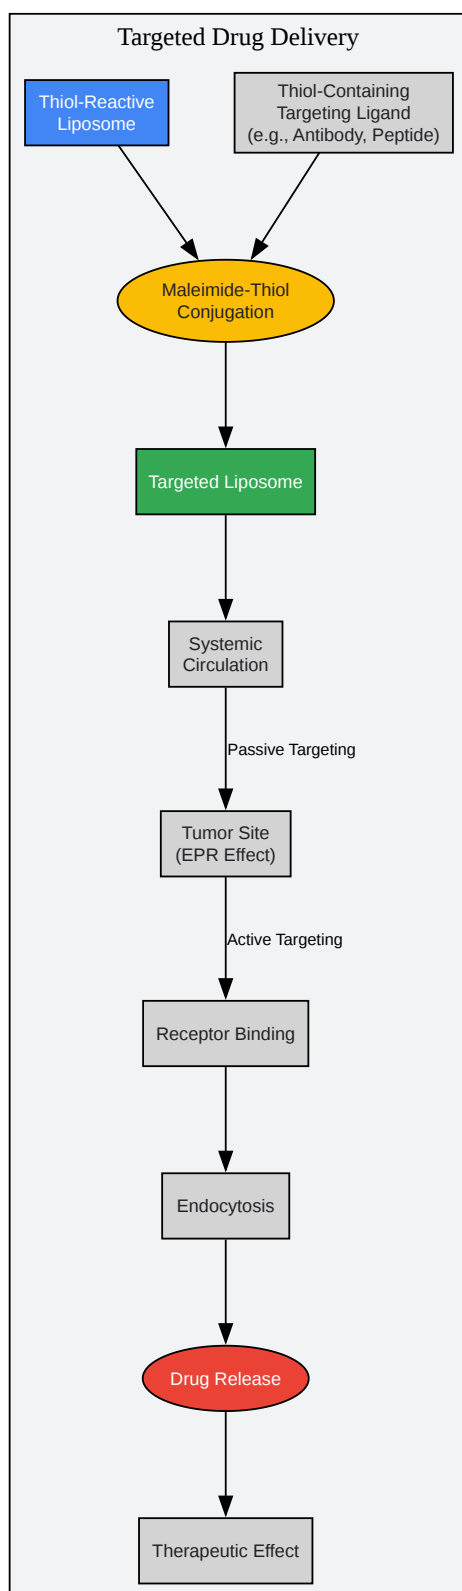 Targeted Drug Delivery
Thiol-Reactive
Liposome
Thiol-Containing
Targeting Ligand
(e.g., Antibody, Peptide)
Maleimide-Thiol
Conjugation
Targeted Liposome
Systemic
Circulation
Passive Targeting
Tumor Site
(EPR Effect)
Active Targeting
Receptor Binding
Endocytosis
Drug Release
Therapeutic Effect